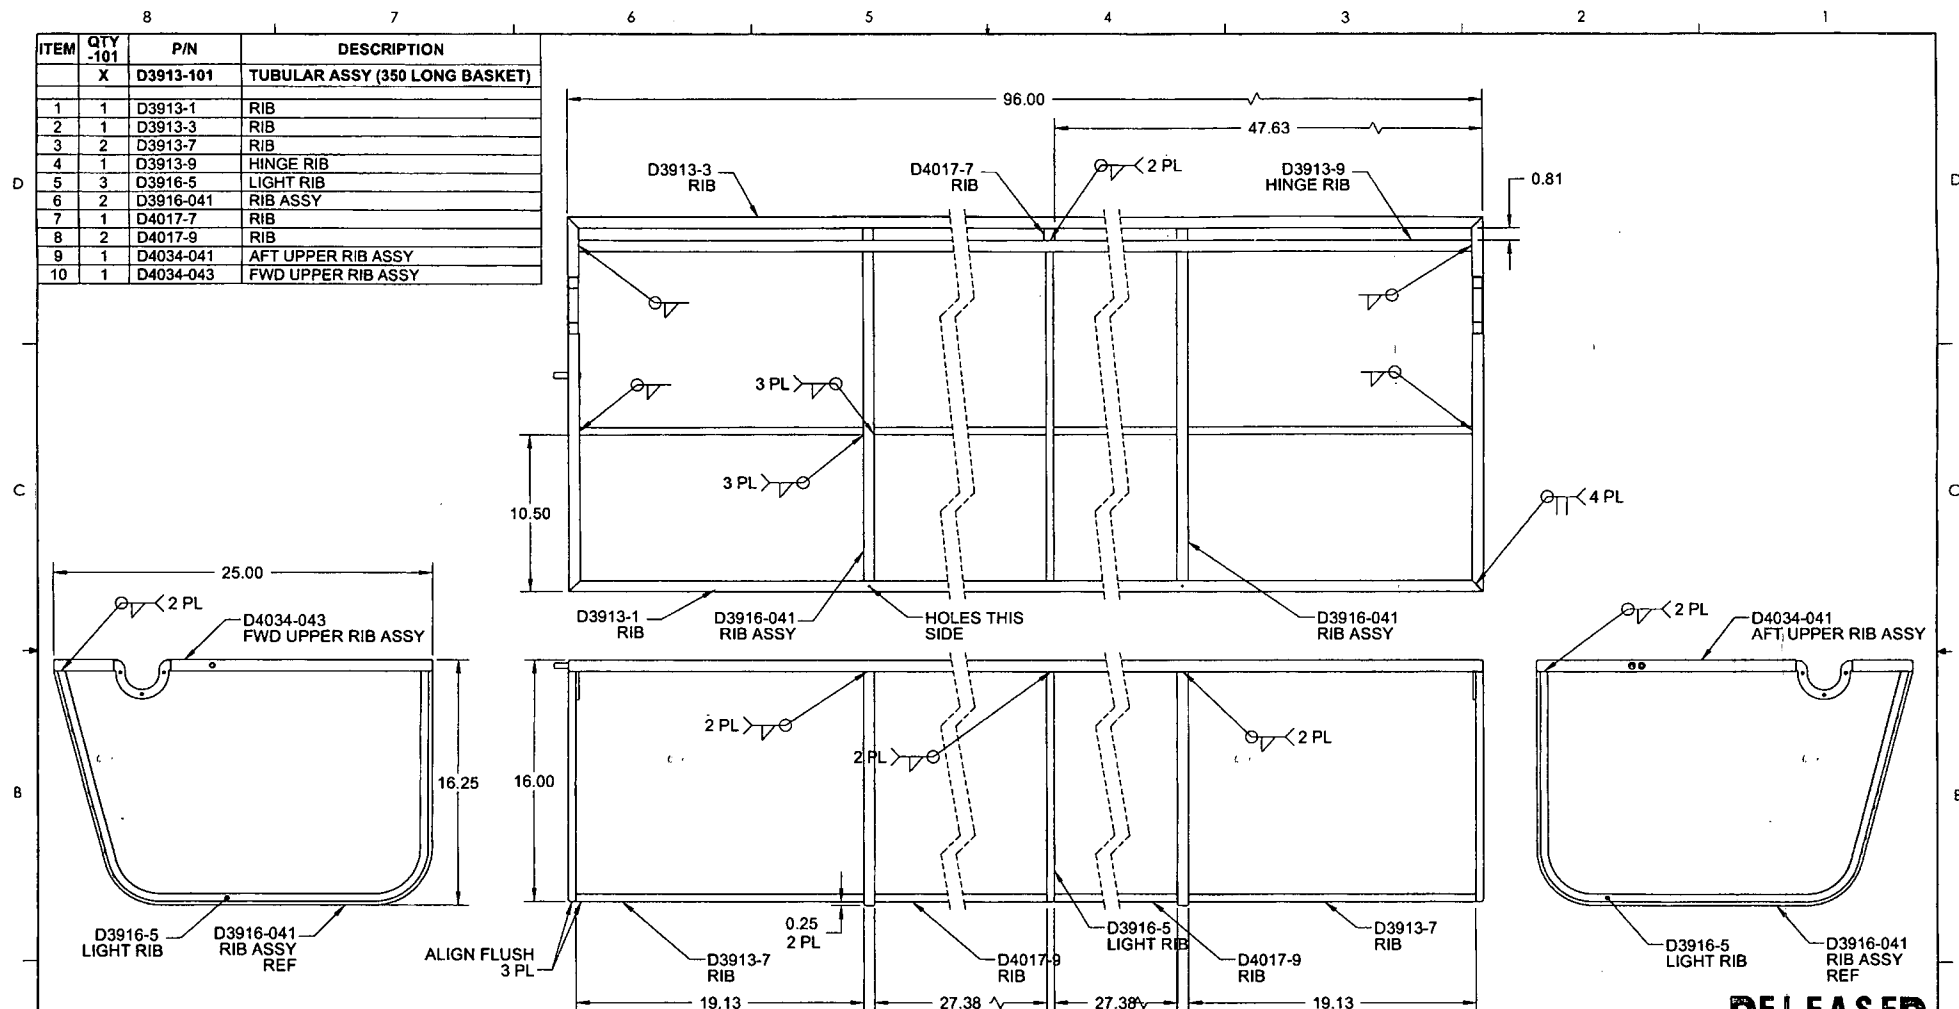 8 7 6 5 4 3 2 1
ITEM QTY -101 P/N DESCRIPTION
X D3913-101 TUBULAR ASSY (350 LONG BASKET)
1 1 D3913-1 RIB
2 1 D3913-3 RIB
3 2 D3913-7 RIB
4 1 D3913-9 HINGE RIB
5 3 D3916-5 LIGHT RIB
6 2 D3916-041 RIB ASSY
7 1 D4017-7 RIB
8 2 D4017-9 RIB
9 1 D4034-041 AFT UPPER RIB ASSY
10 1 D4034-043 FWD UPPER RIB ASSY
96.00
47.63
D
D
D3913-3
RIB
D4017-7
RIB
2 PL
D3913-9
HINGE RIB
0.81
3 PL
3 PL
C
C
4 PL
10.50
D3913-1
RIB
D3916-041
RIB ASSY
HOLES THIS
SIDE
D3916-041
RIB ASSY
25.00
2 PL
D4034-043
FWD UPPER RIB ASSY
16.25
D3916-5
LIGHT RIB
D3916-041
RIB ASSY
REF
B
16.00
2 PL
2 PL
2 PL
0.25
2 PL
ALIGN FLUSH
3 PL
D3913-7
RIB
D4017-9
RIB
D3916-5
LIGHT RIB
D4017-9
RIB
D3913-7
RIB
19.13
27.38
27.38
19.13
2 PL
D4034-041
AFT UPPER RIB ASSY
D3916-5
LIGHT RIB
D3916-041
RIB ASSY
REF
B
RELEASED